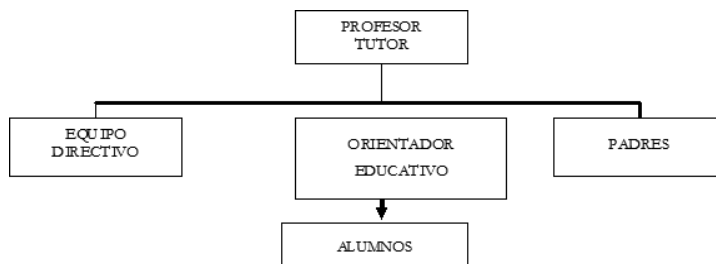 PROFESOR
TUTOR
EQUIPO
DIRECTIVO
ORIENTADOR
EDUCATIVO
PADRES
ALUMNOS